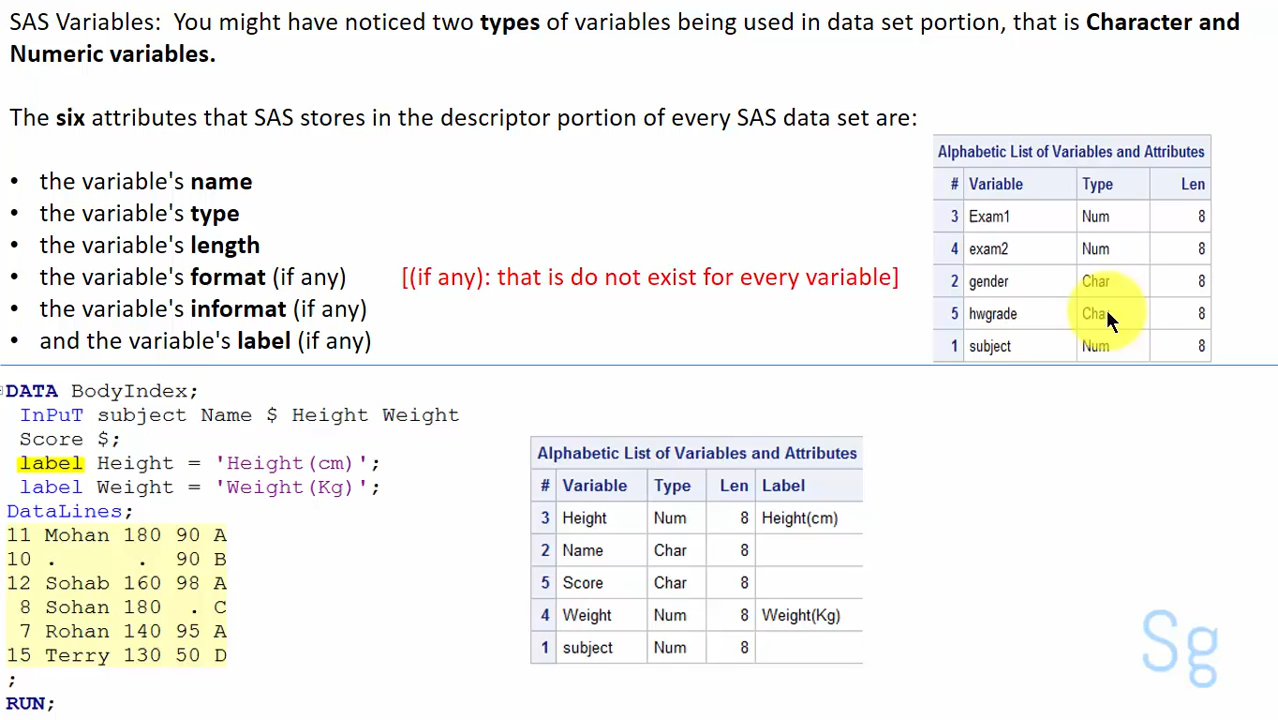 SAS Variables:  You might have noticed two types of variables being used in data set portion, that is Character and
Numeric variables.
The six attributes that SAS stores in the descriptor portion of every SAS data set are:
• the variable's name
• the variable's type
• the variable's length
• the variable's format (if any) [(if any): that is do not exist for every variable]
• the variable's informat (if any)
• and the variable's label (if any)
Alphabetic List of Variables and Attributes
# Variable Type Len
3 Exam1 Num 8
4 exam2 Num 8
2 gender Char 8
5 hwgrade Char 8
1 subject Num 8
DATA BodyIndex;
InPuT subject Name $ Height Weight
Score $;
label Height = 'Height(cm)';
label Weight = 'Weight(Kg)';
DataLines;
11 Mohan 180 90 A
10 .     .  90 B
12 Sohab 160 98 A
8 Sohan 180  . C
7 Rohan 140 95 A
15 Terry 130 50 D
;
RUN;
Alphabetic List of Variables and Attributes
# Variable Type Len Label
3 Height Num 8 Height(cm)
2 Name Char 8
5 Score Char 8
4 Weight Num 8 Weight(Kg)
1 subject Num 8
Sg